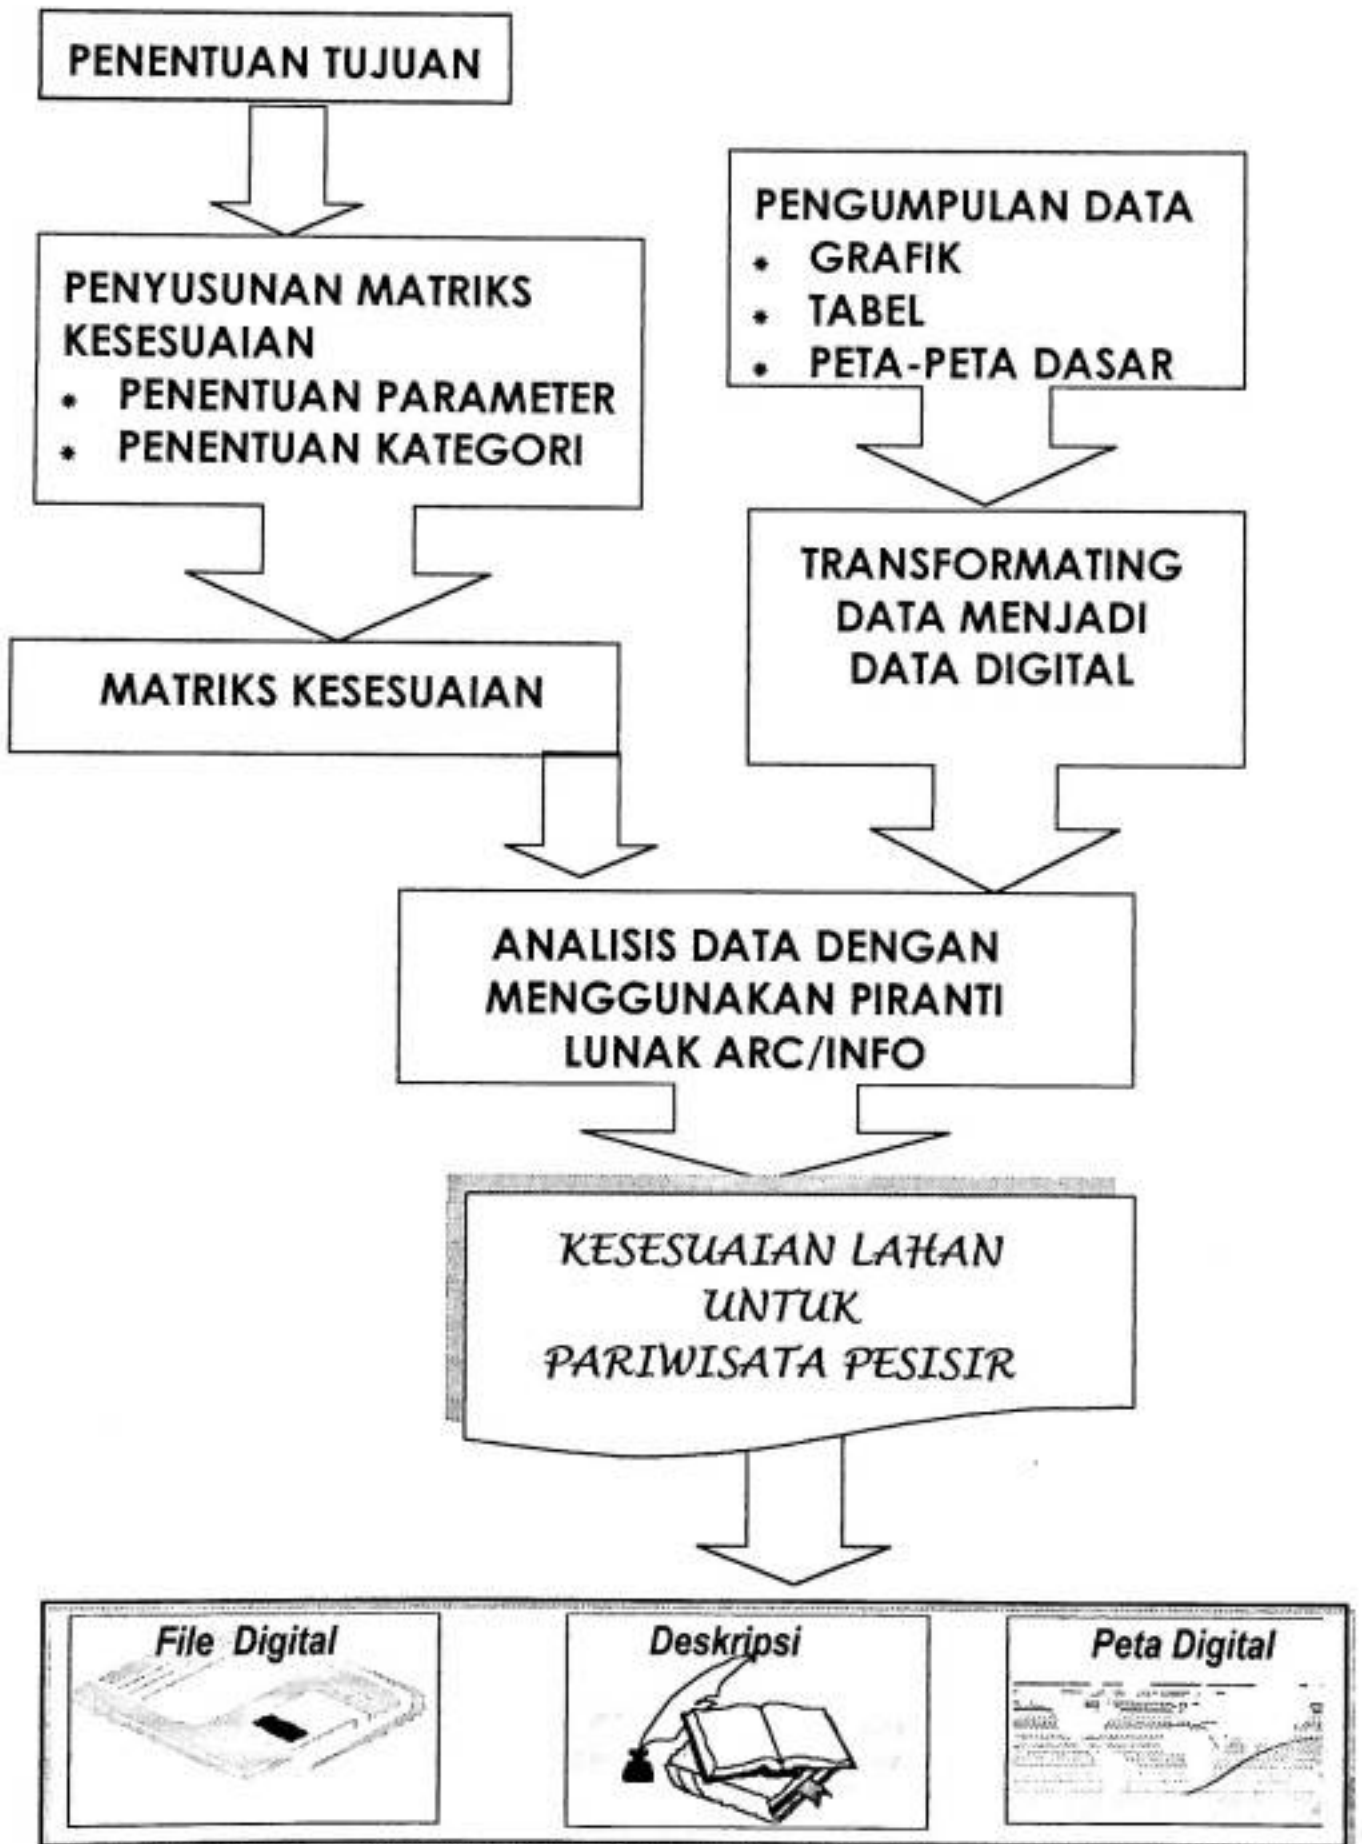 PENENTUAN TUJUAN
PENYUSUNAN MATRIKS
KESESUAIAN
* PENENTUAN PARAMETER
* PENENTUAN KATEGORI
MATRIKS KESESUAIAN
PENGUMPULAN DATA
* GRAFIK
* TABEL
* PETA-PETA DASAR
TRANSFORMATING
DATA MENJADI
DATA DIGITAL
ANALISIS DATA DENGAN
MENGGUNAKAN PIRANTI
LUNAK ARC/INFO
KESESUAIAN LAHAN
UNTUK
PARIWISATA PESISIR
File Digital
Deskripsi
Peta Digital